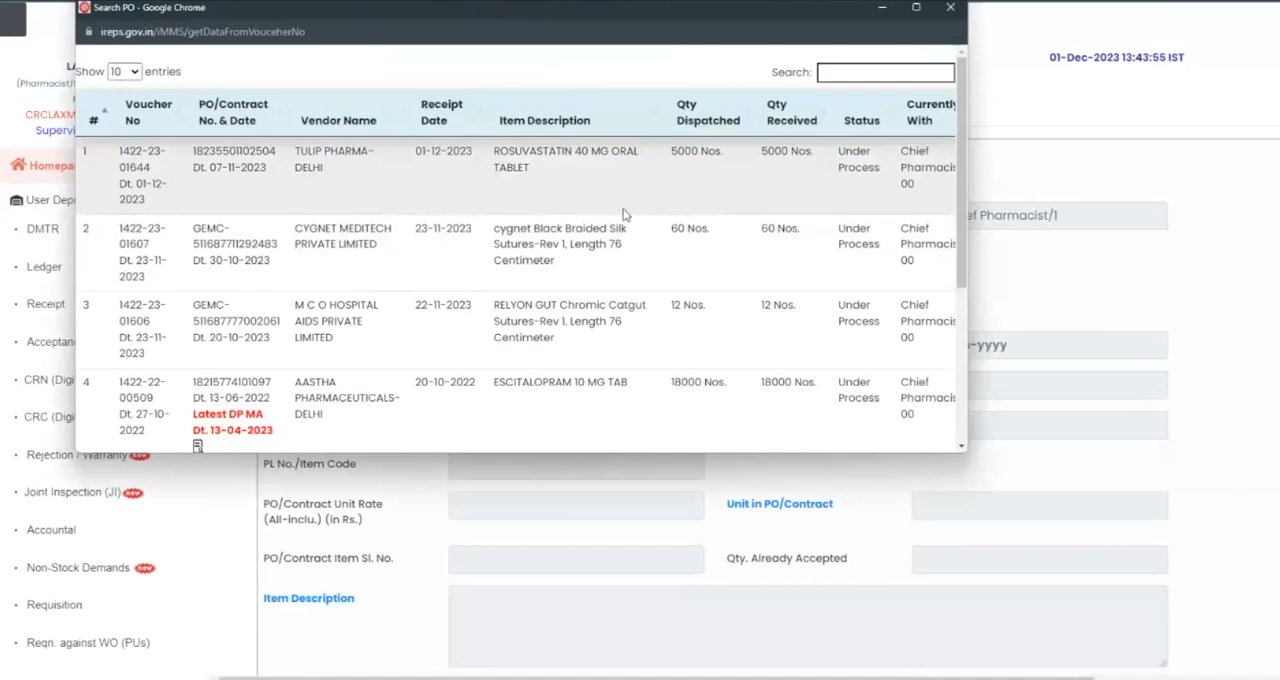 Search PO - Google Chrome
ireps.gov.in/iMMS/getDataFromVouceherNo
Show 10 entries
Search:
# Voucher No PO/Contract No. & Date Vendor Name Receipt Date Item Description Qty Dispatched Qty Received Status Currently With
1 1422-23-01644 Dt. 01-12-2023 18235501102504 Dt. 07-11-2023 TULIP PHARMA-DELHI 01-12-2023 ROSUVASTATIN 40 MG ORAL TABLET 5000 Nos. 5000 Nos. Under Process Chief Pharmacis 00
2 1422-23-01607 Dt. 23-11-2023 GEMC-511687711292483 Dt. 30-10-2023 CYGNET MEDITECH PRIVATE LIMITED 23-11-2023 cygnet Black Braided Silk Sutures-Rev 1, Length 76 Centimeter 60 Nos. 60 Nos. Under Process Chief Pharmacis 00
3 1422-23-01606 Dt. 23-11-2023 GEMC-511687777002061 Dt. 20-10-2023 M C O HOSPITAL AIDS PRIVATE LIMITED 22-11-2023 RELYON GUT Chromic Catgut Sutures-Rev 1, Length 76 Centimeter 12 Nos. 12 Nos. Under Process Chief Pharmacis 00
4 1422-22-00509 Dt. 27-10-2022 18215774101097 Dt. 13-06-2022 Latest DP MA Dt. 13-04-2023 AASTHA PHARMACEUTICALS-DELHI 20-10-2022 ESCITALOPRAM 10 MG TAB 18000 Nos. 18000 Nos. Under Process Chief Pharmacis 00
01-Dec-2023 13:43:55 IST
(Pharmacist/
CRCLAXM
Supervi
Homepa
User Dep
DMTR
Ledger
Receipt
Acceptan
CRN (Digi
CRC (Digi
Rejection / Warranty new
Joint Inspection (JI) new
Accountal
Non-Stock Demands new
Requisition
Reqn. against WO (PUs)
ef Pharmacist/1
-yyyy
PL No./Item Code
PO/Contract Unit Rate (All-inclu.) (in Rs.)
Unit in PO/Contract
PO/Contract Item Sl. No.
Qty. Already Accepted
Item Description